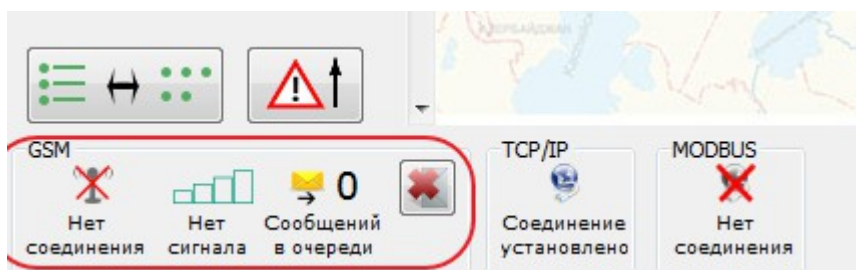 GSM
Нет соединения
Нет сигнала
0
Сообщений в очереди
TCP/IP
Соединение установлено
MODBUS
Нет соединения